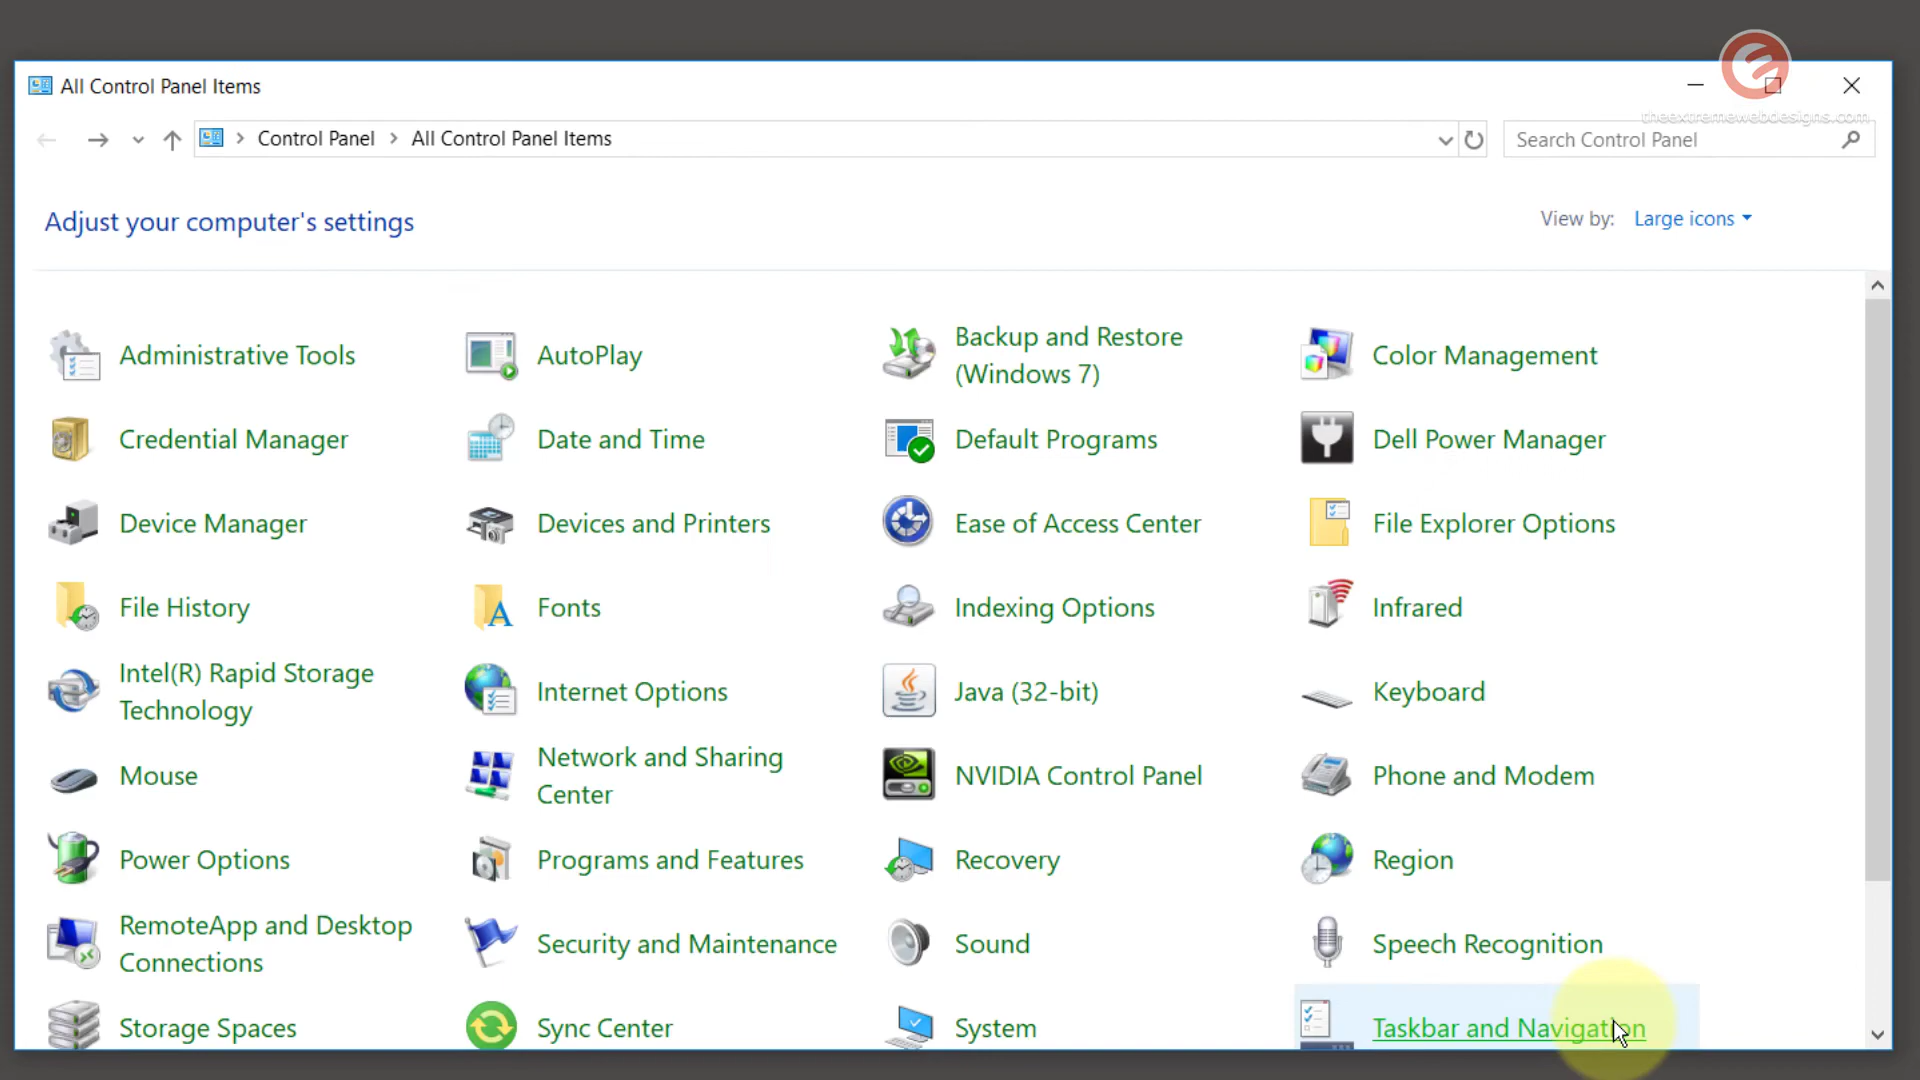 All Control Panel Items
theextremewebdesigns.com
Control Panel
All Control Panel Items
Search Control Panel
Adjust your computer's settings
View by:
Large icons
Administrative Tools
AutoPlay
Backup and Restore
(Windows 7)
Color Management
Credential Manager
Date and Time
Default Programs
Dell Power Manager
Device Manager
Devices and Printers
Ease of Access Center
File Explorer Options
File History
Fonts
Indexing Options
Infrared
Intel(R) Rapid Storage
Technology
Internet Options
Java (32-bit)
Keyboard
Mouse
Network and Sharing
Center
NVIDIA Control Panel
Phone and Modem
Power Options
Programs and Features
Recovery
Region
RemoteApp and Desktop
Connections
Security and Maintenance
Sound
Speech Recognition
Storage Spaces
Sync Center
System
Taskbar and Navigation